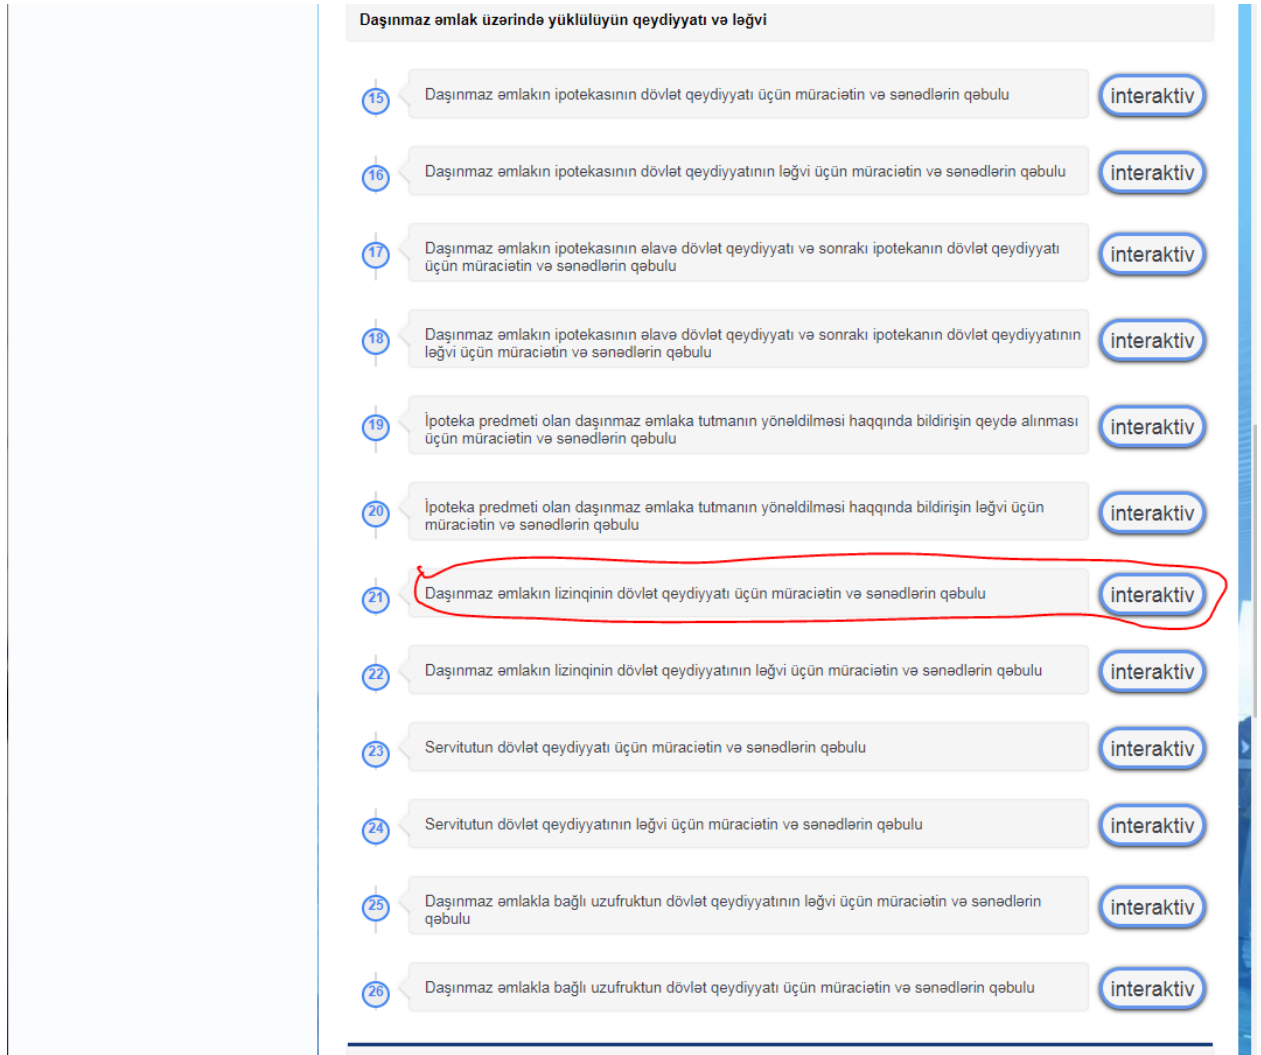 Daşınmaz əmlak üzərində yüklülüyün qeydiyyatı və ləğvi
15 Daşınmaz əmlakın ipotekasının dövlət qeydiyyatı üçün müraciətin və sənədlərin qəbulu interaktiv
16 Daşınmaz əmlakın ipotekasının dövlət qeydiyyatının ləğvi üçün müraciətin və sənədlərin qəbulu interaktiv
17 Daşınmaz əmlakın ipotekasının əlavə dövlət qeydiyyatı və sonrakı ipotekanın dövlət qeydiyyatı
üçün müraciətin və sənədlərin qəbulu
interaktiv
18 Daşınmaz əmlakın ipotekasının əlavə dövlət qeydiyyatı və sonrakı ipotekanın dövlət qeydiyyatının
ləğvi üçün müraciətin və sənədlərin qəbulu
interaktiv
19 İpoteka predmeti olan daşınmaz əmlaka tutmanın yönəldilməsi haqqında bildirişin qeydə alınması
üçün müraciətin və sənədlərin qəbulu
interaktiv
20 İpoteka predmeti olan daşınmaz əmlaka tutmanın yönəldilməsi haqqında bildirişin ləğvi üçün
müraciətin və sənədlərin qəbulu
interaktiv
21 Daşınmaz əmlakın lizinqinin dövlət qeydiyyatı üçün müraciətin və sənədlərin qəbulu interaktiv
22 Daşınmaz əmlakın lizinqinin dövlət qeydiyyatının ləğvi üçün müraciətin və sənədlərin qəbulu interaktiv
23 Servitutun dövlət qeydiyyatı üçün müraciətin və sənədlərin qəbulu interaktiv
24 Servitutun dövlət qeydiyyatının ləğvi üçün müraciətin və sənədlərin qəbulu interaktiv
25 Daşınmaz əmlakla bağlı uzufruktun dövlət qeydiyyatının ləğvi üçün müraciətin və sənədlərin
qəbulu
interaktiv
26 Daşınmaz əmlakla bağlı uzufruktun dövlət qeydiyyatı üçün müraciətin və sənədlərin qəbulu interaktiv